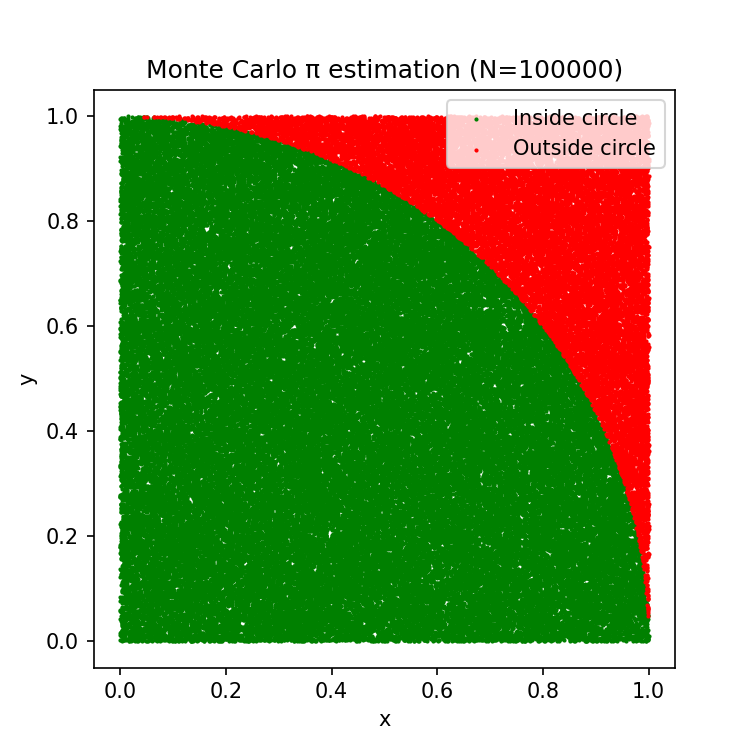 Monte Carlo π estimation (N=100000)
Inside circle
Outside circle
1.0
0.8
0.6
0.4
0.2
0.0
y
0.0 0.2 0.4 0.6 0.8 1.0
x